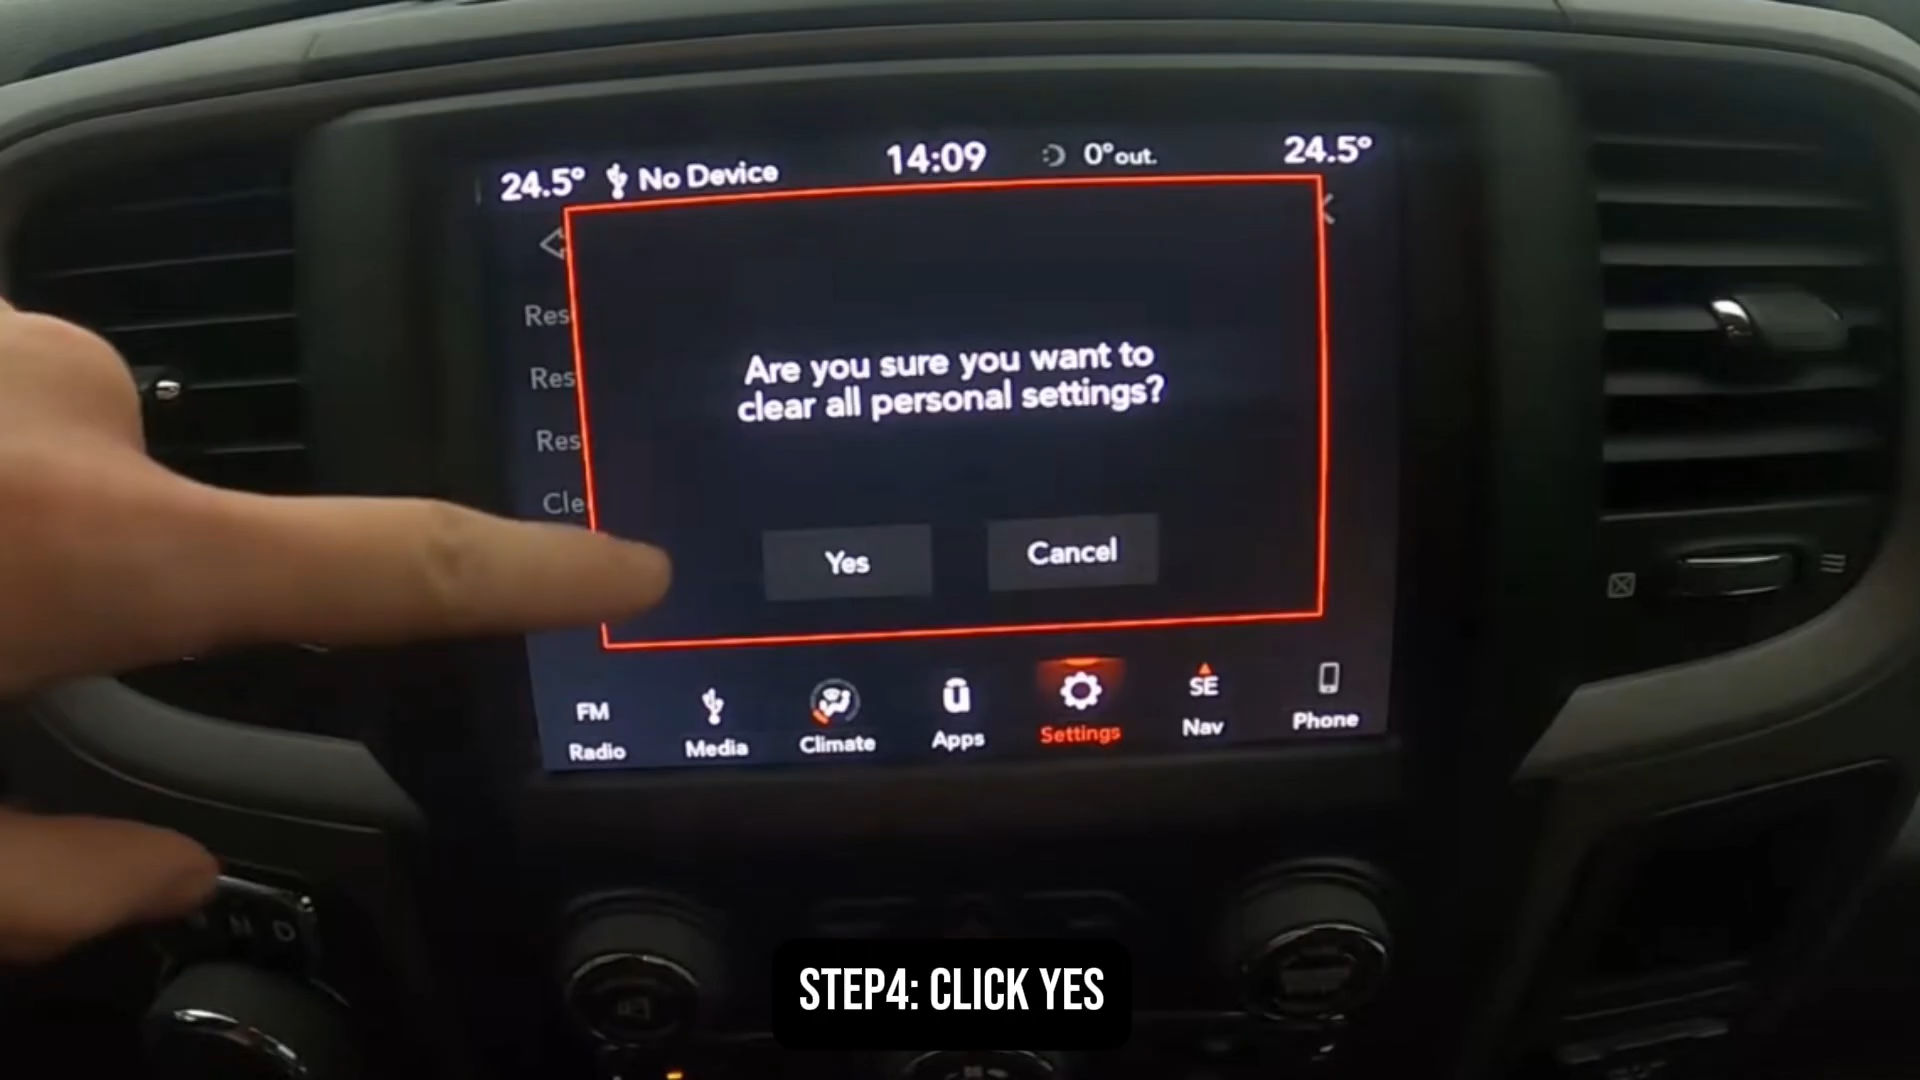 24.5° No Device 14:09 0°out. 24.5°
Res
Res
Res
Cle
Are you sure you want to
clear all personal settings?
Yes Cancel
FM SE
Radio Media Climate Apps Settings Nav Phone
N D
STEP4: CLICK YES